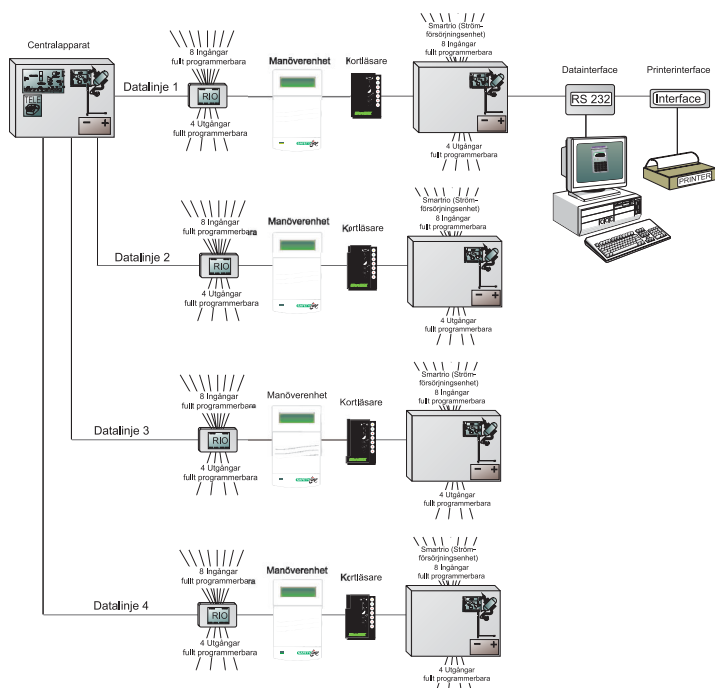 Centralapparat
TELE
- +
Datalinje 1
8 Ingångar
fullt programmerbara
RIO
4 Utgångar
fullt programmerbara
Manöverenhet
Kortläsare
Smartrio (Ström-
försörjningsenhet)
8 Ingångar
fullt programmerbara
- +
4 Utgångar
fullt programmerbara
Datainterface
RS 232
Printerinterface
Interface
PRINTER
Datalinje 2
8 Ingångar
fullt programmerbara
RIO
4 Utgångar
fullt programmerbara
Manöverenhet
Kortläsare
Smartrio (Ström-
försörjningsenhet)
8 Ingångar
fullt programmerbara
- +
4 Utgångar
fullt programmerbara
Datalinje 3
8 Ingångar
fullt programmerbara
RIO
4 Utgångar
fullt programmerbara
Manöverenhet
Kortläsare
Smartrio (Ström-
försörjningsenhet)
8 Ingångar
fullt programmerbara
- +
4 Utgångar
fullt programmerbara
Datalinje 4
8 Ingångar
fullt programmerbara
RIO
4 Utgångar
fullt programmerbara
Manöverenhet
Kortläsare
Smartrio (Ström-
försörjningsenhet)
8 Ingångar
fullt programmerbara
- +
4 Utgångar
fullt programmerbara